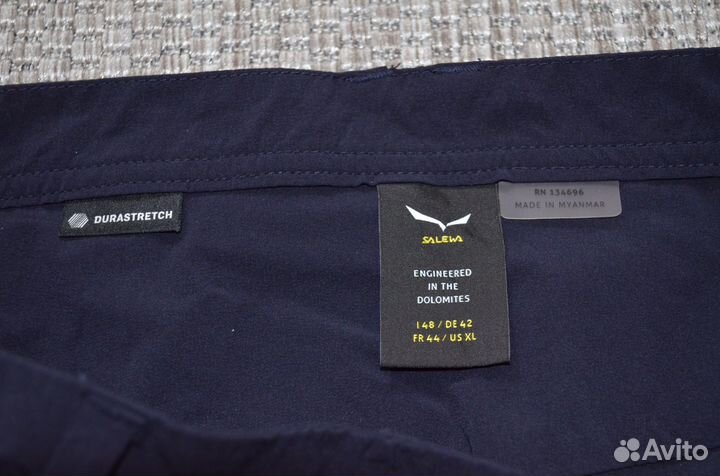 DURASTRETCH
SALEWA
ENGINEERED
IN THE
DOLOMITES
I 48 / DE 42
FR 44 / US XL
RN 134696
MADE IN MYANMAR
Avito